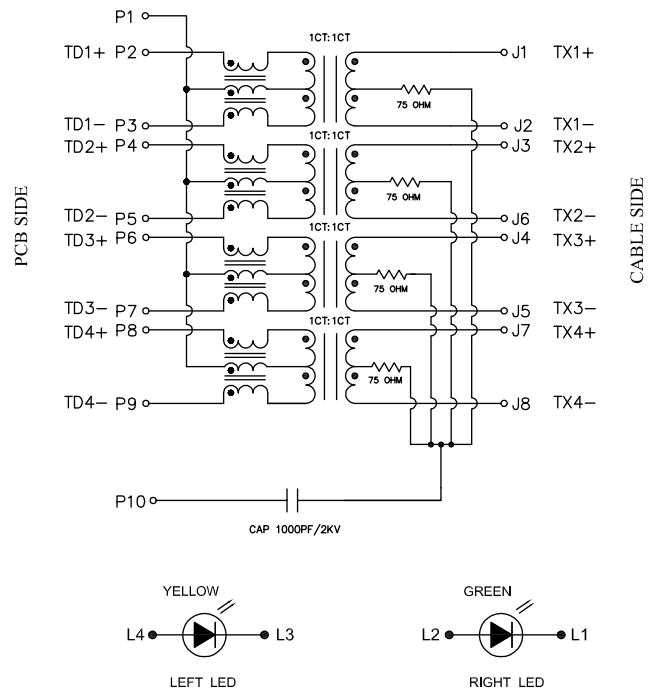 P1
1CT:1CT
TD1+ P2
J1 TX1+
75 OHM
TD1- P3
J2 TX1-
1CT:1CT
TD2+ P4
J3 TX2+
75 OHM
TD2- P5
J6 TX2-
1CT:1CT
TD3+ P6
J4 TX3+
75 OHM
TD3- P7
J5 TX3-
1CT:1CT
TD4+ P8
J7 TX4+
75 OHM
TD4- P9
J8 TX4-
PCB SIDE
CABLE SIDE
P10
CAP 1000PF/2KV
YELLOW
L4 L3
LEFT LED
GREEN
L2 L1
RIGHT LED